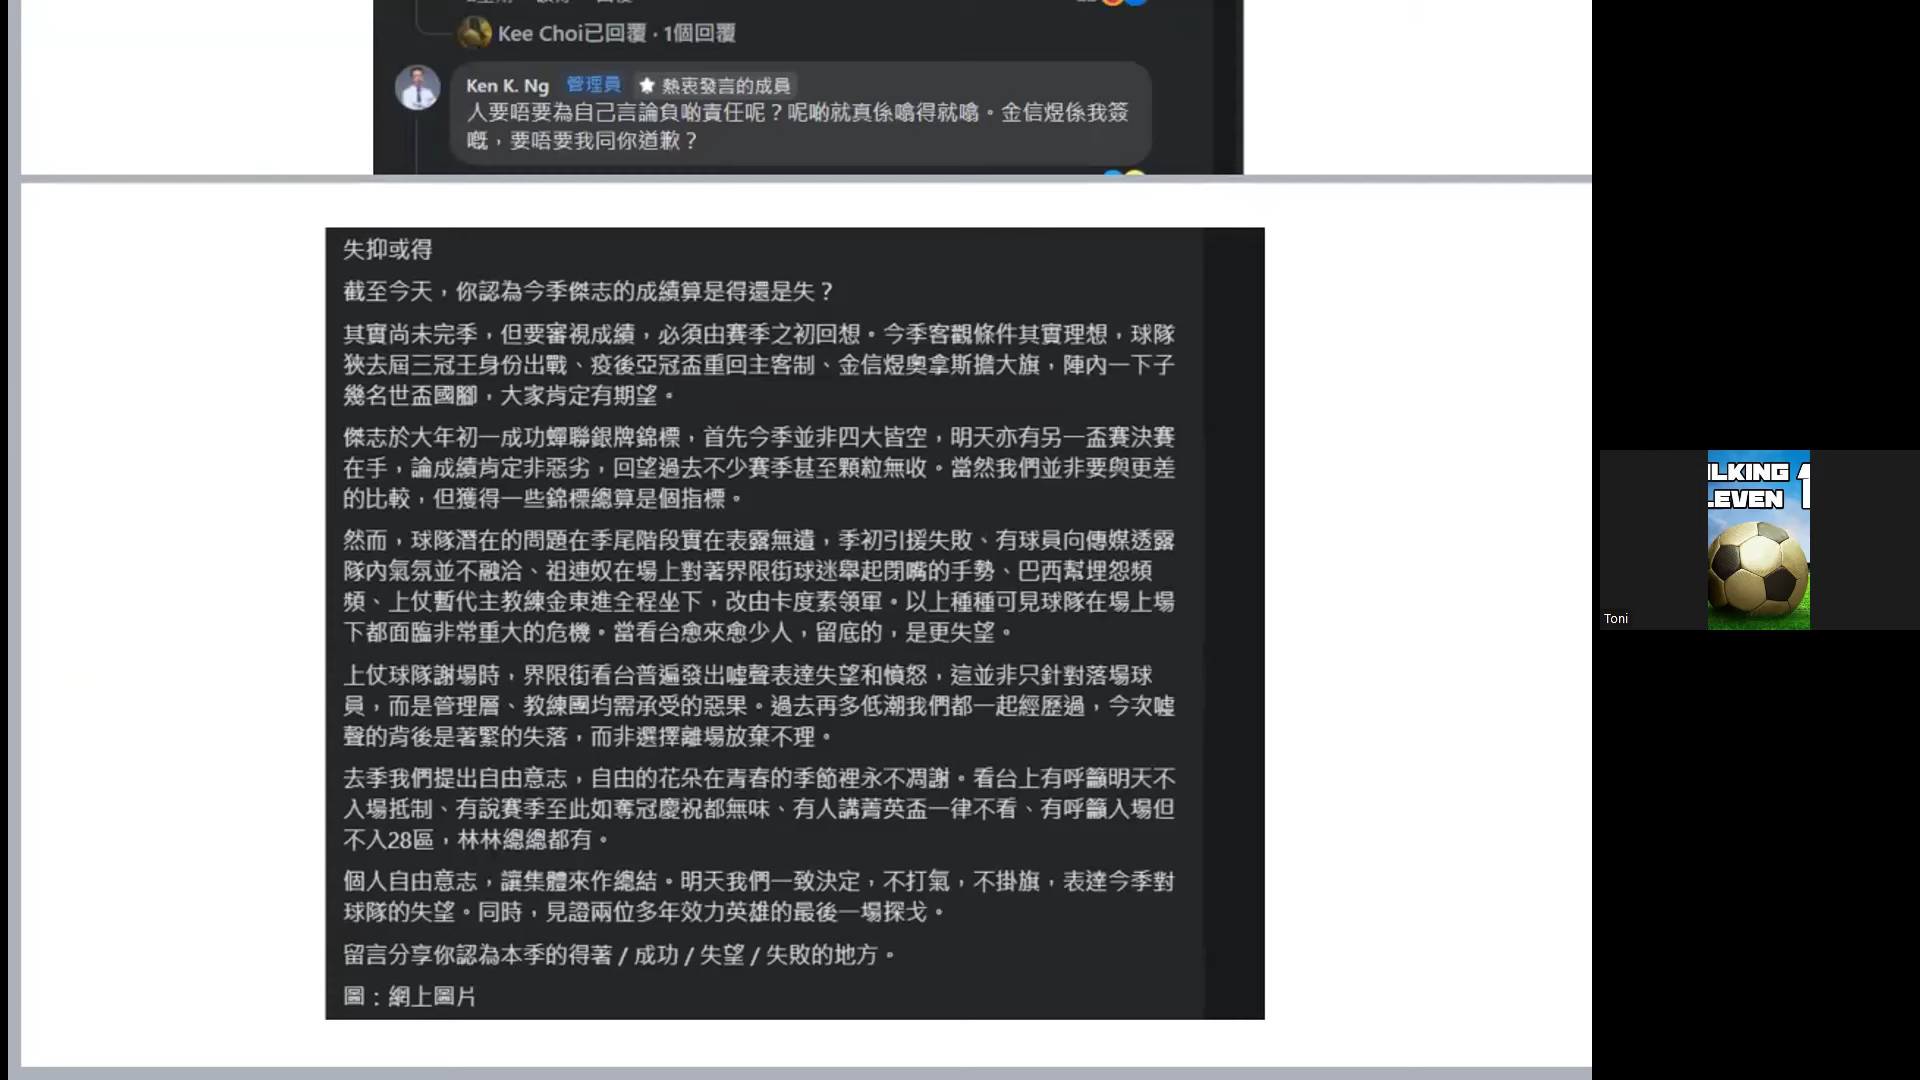 Kee Choi已回覆 · 1個回覆
Ken K. Ng 管理員 ★ 熱衷發言的成員
人要唔要為自己言論負啲責任呢？呢啲就真係噏得就噏。金信煜係我簽
嘅，要唔要我同你道歉？
失抑或得
截至今天，你認為今季傑志的成績算是得還是失？
其實尚未完季，但要審視成績，必須由賽季之初回想。今季客觀條件其實理想，球隊
狹去屆三冠王身份出戰、疫後亞冠盃重回主客制、金信煜奧拿斯擔大旗，陣內一下子
幾名世盃國腳，大家肯定有期望。
傑志於大年初一成功蟬聯銀牌錦標，首先今季並非四大皆空，明天亦有另一盃賽決賽
在手，論成績肯定非惡劣，回望過去不少賽季甚至顆粒無收。當然我們並非要與更差
的比較，但獲得一些錦標總算是個指標。
然而，球隊潛在的問題在季尾階段實在表露無遺，季初引援失敗、有球員向傳媒透露
隊內氣氛並不融洽、祖連奴在場上對著界限街球迷舉起閉嘴的手勢、巴西幫埋怨頻
頻、上仗暫代主教練金東進全程坐下，改由卡度素領軍。以上種種可見球隊在場上場
下都面臨非常重大的危機。當看台愈來愈少人，留底的，是更失望。
上仗球隊謝場時，界限街看台普遍發出噓聲表達失望和憤怒，這並非只針對落場球
員，而是管理層、教練團均需承受的惡果。過去再多低潮我們都一起經歷過，今次噓
聲的背後是著緊的失落，而非選擇離場放棄不理。
去季我們提出自由意志，自由的花朵在青春的季節裡永不凋謝。看台上有呼籲明天不
入場抵制、有說賽季至此如奪冠慶祝都無味、有人講菁英盃一律不看、有呼籲入場但
不入28區，林林總總都有。
個人自由意志，讓集體來作總結。明天我們一致決定，不打氣，不掛旗，表達今季對
球隊的失望。同時，見證兩位多年效力英雄的最後一場探戈。
留言分享你認為本季的得著 / 成功 / 失望 / 失敗的地方。
圖：網上圖片
LKING
LEVEN
Toni